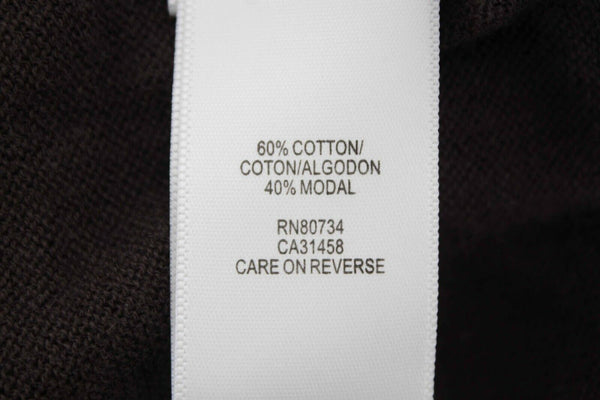 60% COTTON/
COTON/ALGODON
40% MODAL
RN80734
CA31458
CARE ON REVERSE